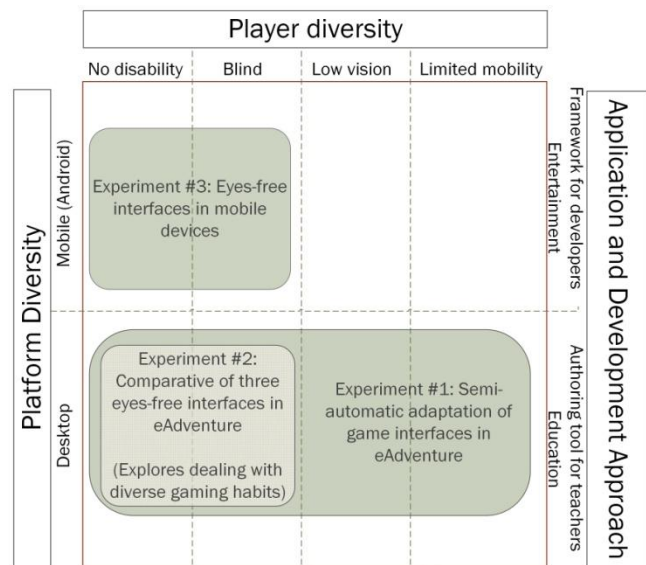 Player diversity
No disability
Blind
Low vision
Limited mobility
Platform Diversity
Mobile (Android)
Desktop
Experiment #3: Eyes-free
interfaces in mobile
devices
Experiment #2:
Comparative of three
eyes-free interfaces in
eAdventure
(Explores dealing with
diverse gaming habits)
Experiment #1: Semi-
automatic adaptation of
game interfaces in
eAdventure
Framework for developers
Entertainment
Authoring tool for teachers
Education
Application and Development Approach